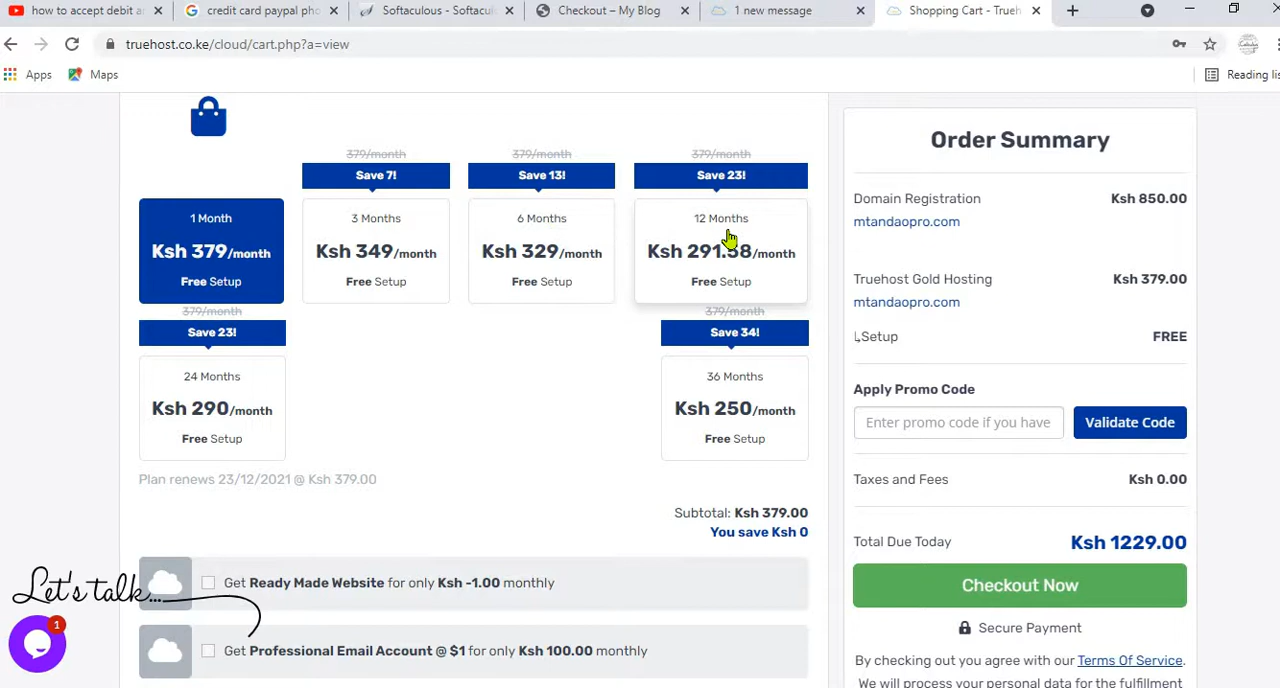 how to accept debit a
credit card paypal pho
Softaculous - Softacul
Checkout – My Blog
1 new message
Shopping Cart - Trueh
truehost.co.ke/cloud/cart.php?a=view
Apps
Maps
Reading lis
379/month
379/month
379/month
Save 7!
Save 13!
Save 23!
1 Month
3 Months
6 Months
12 Months
Ksh 379/month
Ksh 349/month
Ksh 329/month
Ksh 291.58/month
Free Setup
Free Setup
Free Setup
Free Setup
379/month
379/month
Save 23!
Save 34!
24 Months
36 Months
Ksh 290/month
Ksh 250/month
Free Setup
Free Setup
Plan renews 23/12/2021 @ Ksh 379.00
Subtotal: Ksh 379.00
You save Ksh 0
Get Ready Made Website for only Ksh -1.00 monthly
Let's talk...
1
Get Professional Email Account @ $1 for only Ksh 100.00 monthly
Order Summary
Domain Registration Ksh 850.00
mtandaopro.com
Truehost Gold Hosting Ksh 379.00
mtandaopro.com
↳Setup FREE
Apply Promo Code
Enter promo code if you have
Validate Code
Taxes and Fees Ksh 0.00
Total Due Today Ksh 1229.00
Checkout Now
Secure Payment
By checking out you agree with our Terms Of Service.
We will process your personal data for the fulfillment